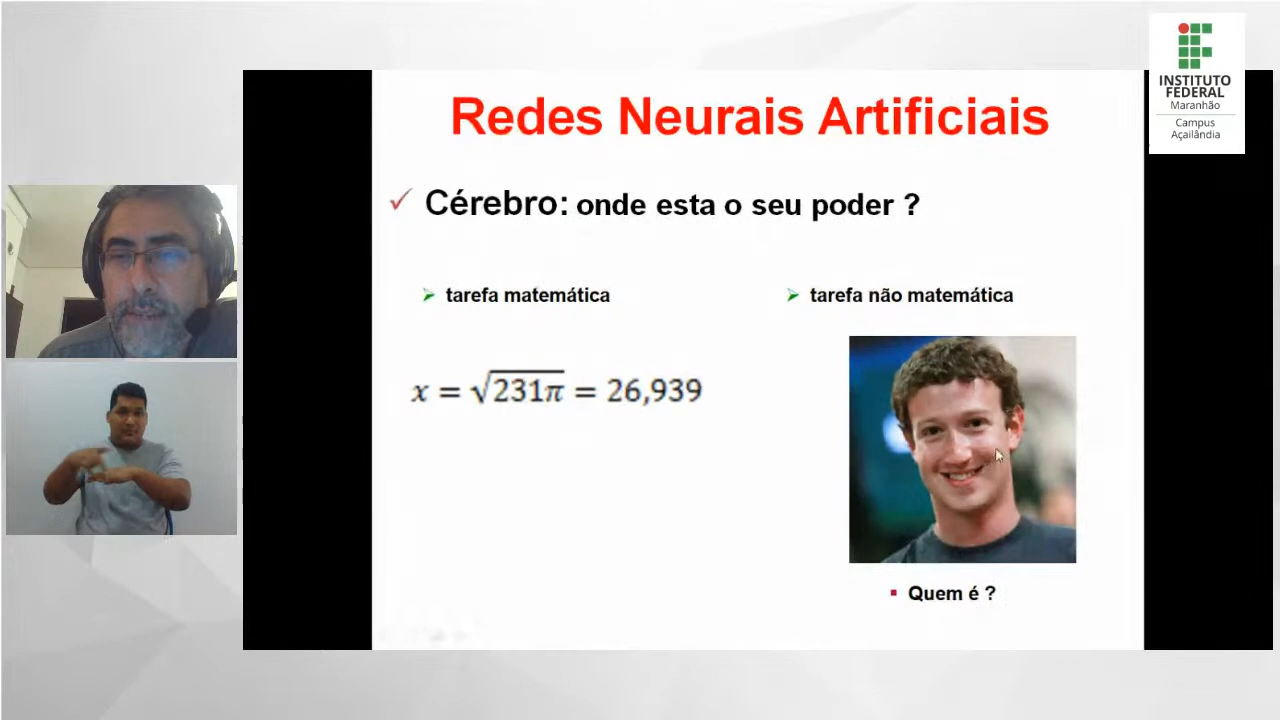 INSTITUTO
FEDERAL
Maranhão
Campus
Açailândia
Redes Neurais Artificiais
Cérebro: onde esta o seu poder ?
tarefa matemática
tarefa não matemática
x = √231π = 26,939
Quem é ?